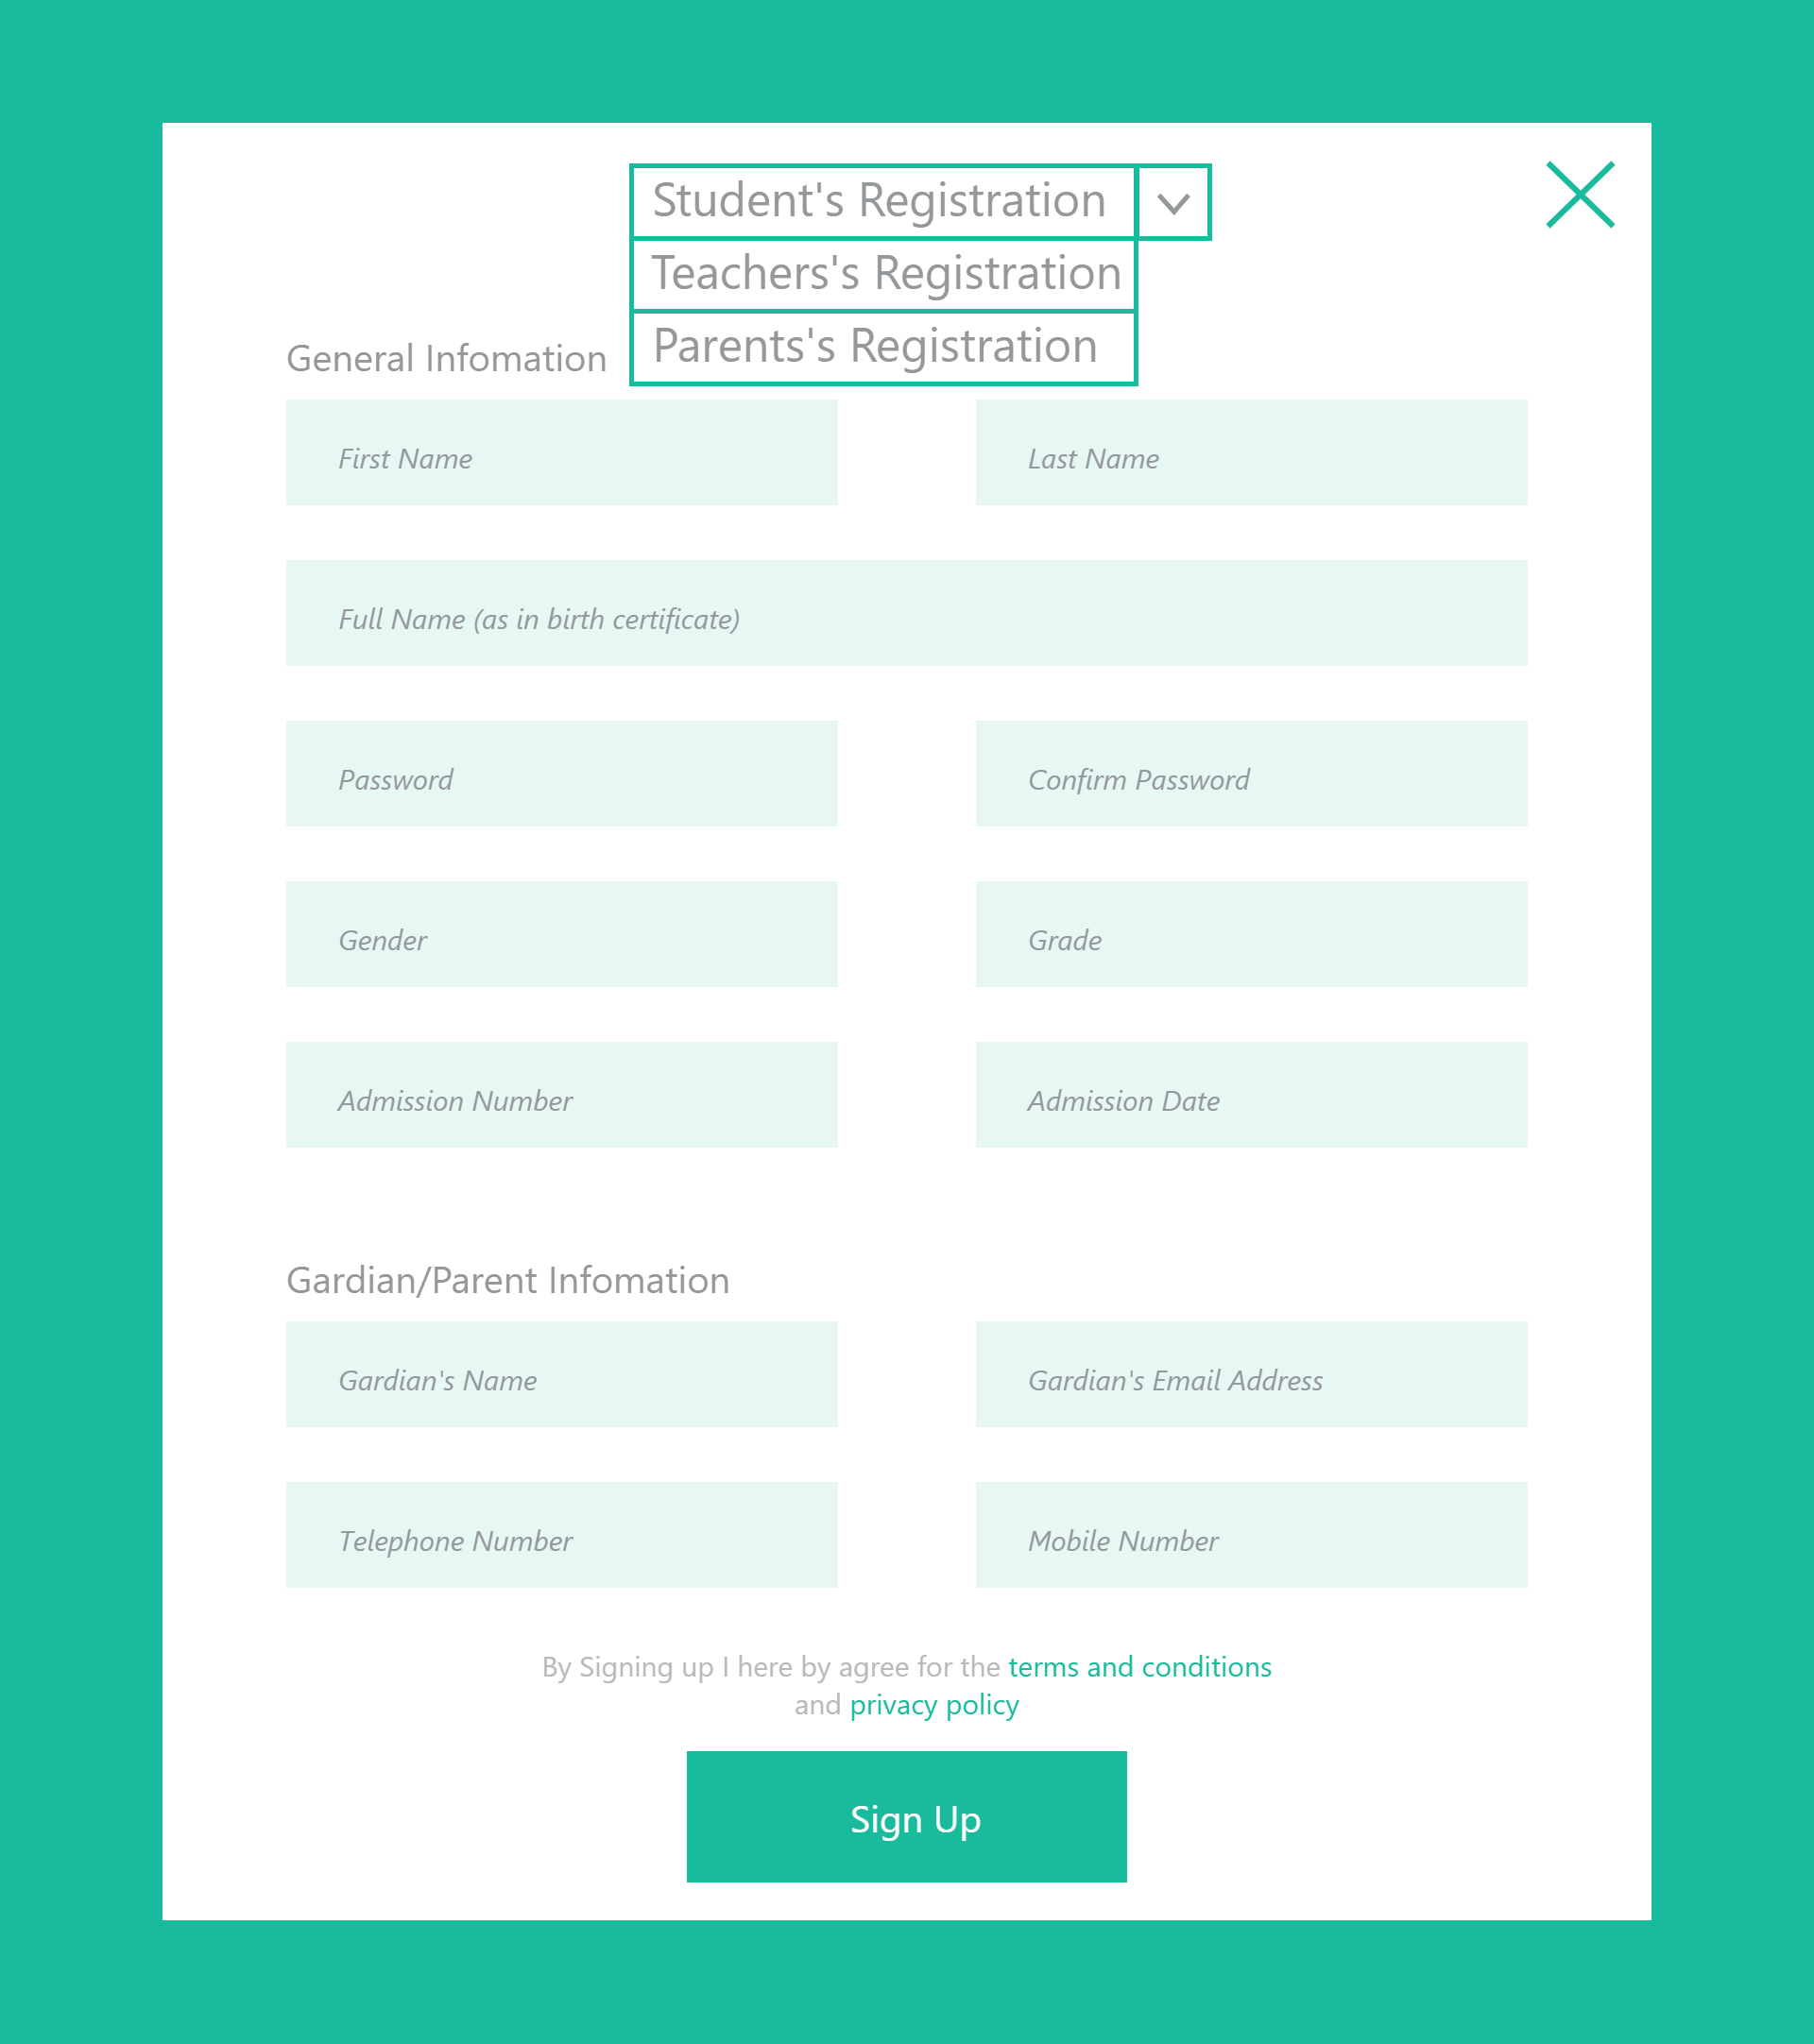 Student's Registration
Teachers's Registration
Parents's Registration
General Infomation
First Name
Last Name
Full Name (as in birth certificate)
Password
Confirm Password
Gender
Grade
Admission Number
Admission Date
Gardian/Parent Infomation
Gardian's Name
Gardian's Email Address
Telephone Number
Mobile Number
By Signing up I here by agree for the terms and conditions
and privacy policy
Sign Up